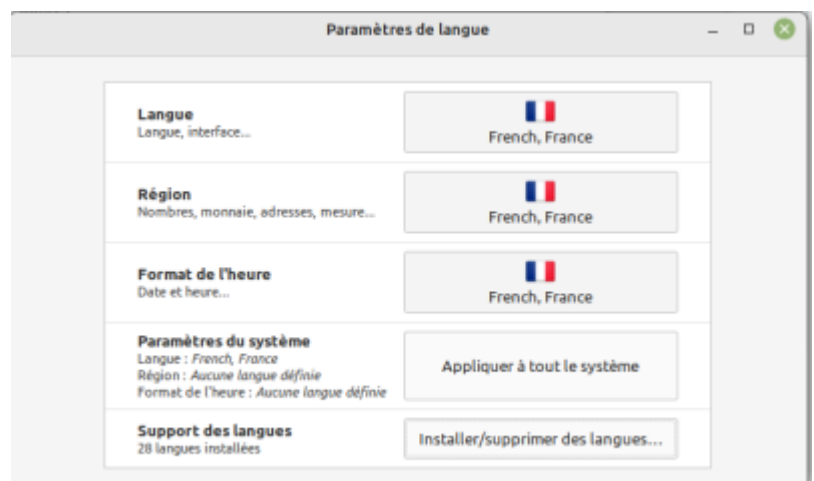 Paramètres de langue
Langue
Langue, interface...
French, France
Région
Nombres, monnaie, adresses, mesure...
French, France
Format de l'heure
Date et heure...
French, France
Paramètres du système
Langue : French, France
Région : Aucune langue définie
Format de l'heure : Aucune langue définie
Appliquer à tout le système
Support des langues
28 langues installées
Installer/supprimer des langues...